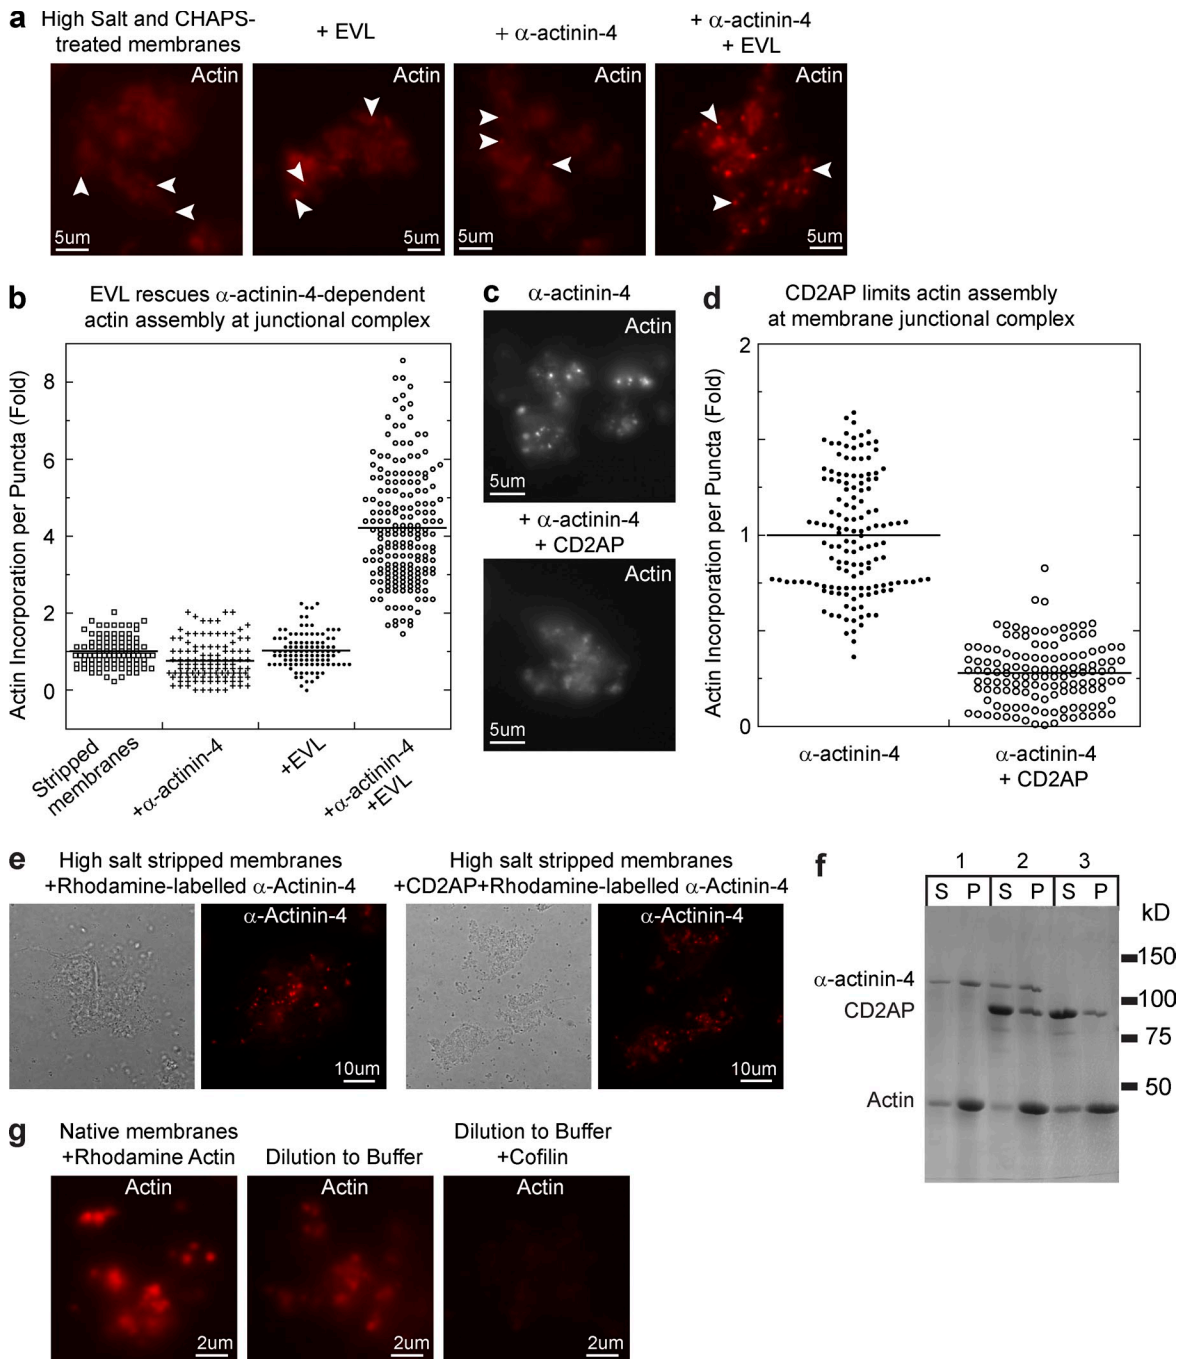 a
High Salt and CHAPS-
treated membranes
+ EVL
+ α-actinin-4
+ α-actinin-4
+ EVL
Actin
Actin
Actin
Actin
5um
5um
5um
5um
b
EVL rescues α-actinin-4-dependent
actin assembly at junctional complex
Actin Incorporation per Puncta (Fold)
8
6
4
2
0
Stripped
membranes
+α-actinin-4
+EVL
+α-actinin-4
+EVL
c
α-actinin-4
Actin
5um
+ α-actinin-4
+ CD2AP
Actin
5um
d
CD2AP limits actin assembly
at membrane junctional complex
Actin Incorporation per Puncta (Fold)
2
1
0
α-actinin-4
α-actinin-4
+ CD2AP
e
High salt stripped membranes
+Rhodamine-labelled α-Actinin-4
α-Actinin-4
10um
High salt stripped membranes
+CD2AP+Rhodamine-labelled α-Actinin-4
α-Actinin-4
10um
f
1 2 3
S P S P S P
kD
α-actinin-4
CD2AP
Actin
150
100
75
50
g
Native membranes
+Rhodamine Actin
Dilution to Buffer
Dilution to Buffer
+Cofilin
Actin
Actin
Actin
2um
2um
2um